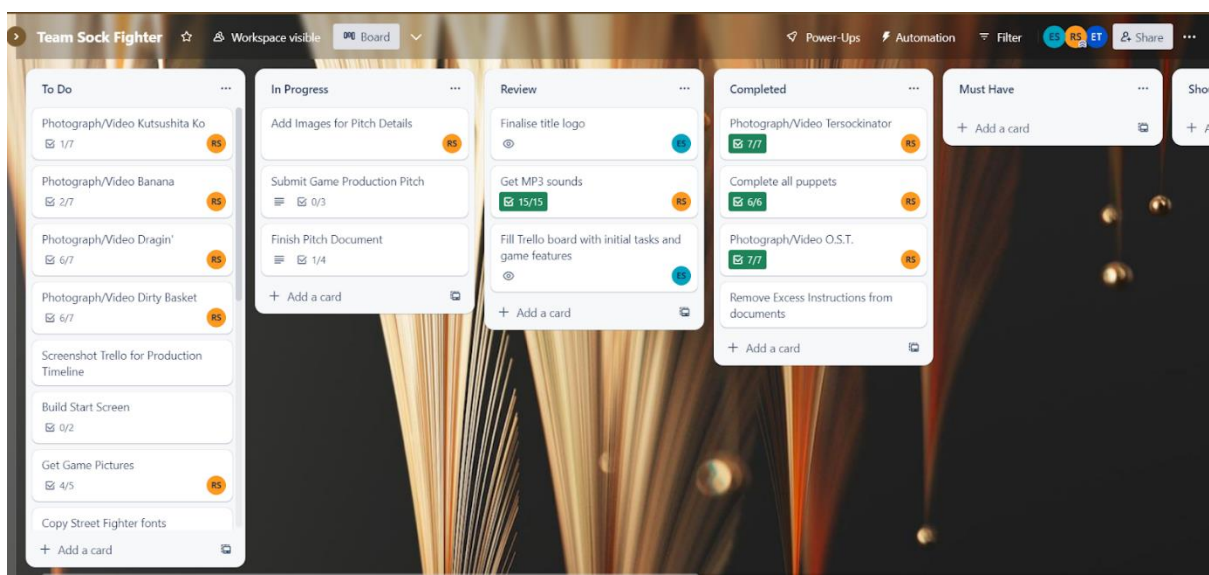 Team Sock Fighter
Workspace visible
Board
Power-Ups
Automation
Filter
ES
RS
ET
Share
To Do
Photograph/Video Kutsushita Ko
1/7
RS
Photograph/Video Banana
2/7
RS
Photograph/Video Dragin'
6/7
RS
Photograph/Video Dirty Basket
6/7
RS
Screenshot Trello for Production
Timeline
Build Start Screen
0/2
Get Game Pictures
4/5
RS
Copy Street Fighter fonts
+ Add a card
In Progress
Add Images for Pitch Details
RS
Submit Game Production Pitch
0/3
Finish Pitch Document
1/4
+ Add a card
Review
Finalise title logo
ES
Get MP3 sounds
15/15
RS
Fill Trello board with initial tasks and
game features
ES
+ Add a card
Completed
Photograph/Video Tersockinator
7/7
RS
Complete all puppets
6/6
RS
Photograph/Video O.S.T.
7/7
RS
Remove Excess Instructions from
documents
+ Add a card
Must Have
+ Add a card
Shou
+ A